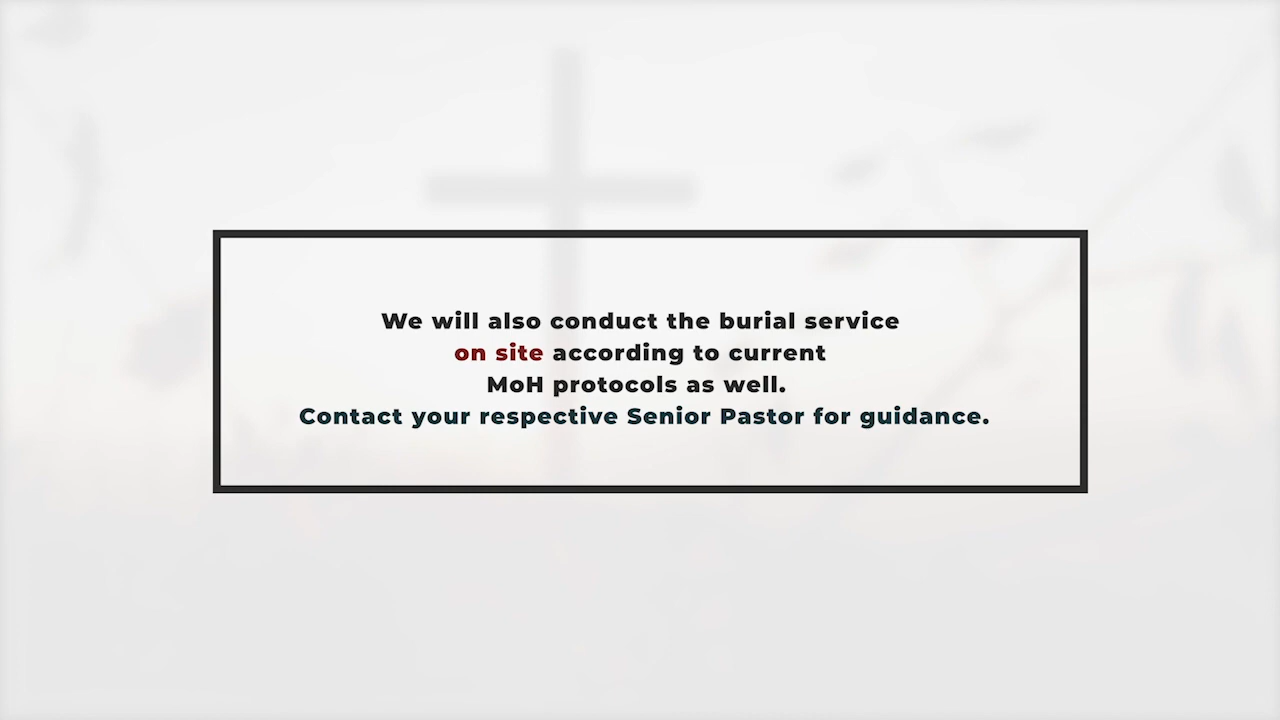 We will also conduct the burial service
on site according to current
MoH protocols as well.
Contact your respective Senior Pastor for guidance.